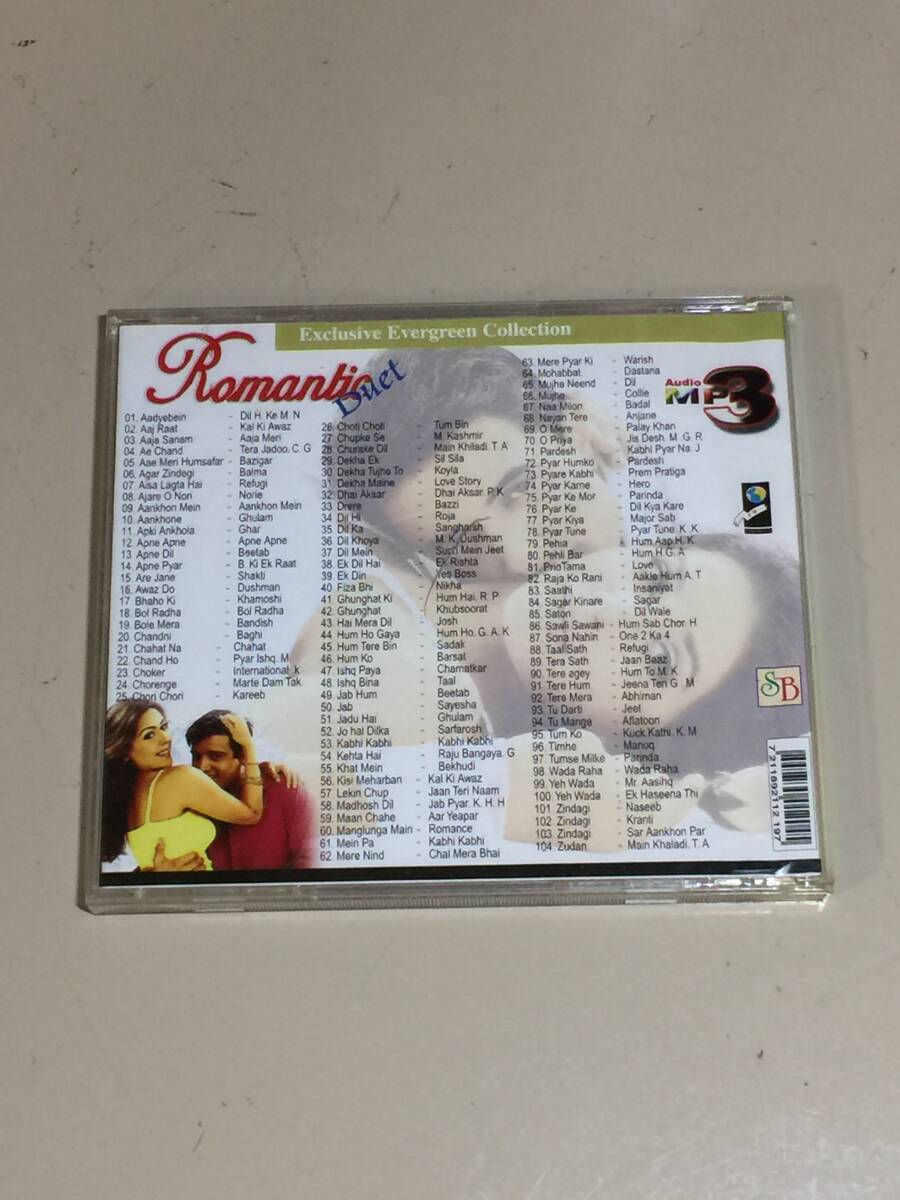 Exclusive Evergreen Collection
Romantic
Duet
Audio
MP3
01. Aadyebein - Dil H. Ke M. N
02. Aaj Raat - Kal Ki Awaz
03. Aaja Sanam - Aaja Meri
04. Ae Chand - Tera Jadoo. C. G
05. Aae Meri Humsafar - Bazigar
06. Agar Zindegi - Balma
07. Aisa Lagta Hai - Refugi
08. Ajare O Nori - Norie
09. Aankhon Mein - Aankhon Mein
10. Aankhone - Ghulam
11. Apki Ankhola - Ghar
12. Apne Apne - Apne Apne
13. Apne Dil - Beetab
14. Apne Pyar - B. Ki Ek Raat
15. Are Jane - Shakti
16. Awaz Do - Dushman
17. Bhaho Ki - Khamoshi
18. Bol Radha - Bol Radha
19. Bole Mera - Bandish
20. Chandni - Baghi
21. Chahat Na - Chahat
22. Chand Ho - Pyar Ishq. M
23. Choker - International. k
24. Chorenge - Marte Dam Tak
25. Chori Chori - Kareeb
26. Choti Choti - Tum Bin
27. Chupke Se - M. Kashmir
28. Churake Dil - Main Khiladi. T. A
29. Dekha Ek - Sil Sila
30. Dekha Tujhe To - Koyla
31. Dekha Maine - Love Story
32. Dhai Aksar - Dhai Aksar. P. K
33. Drere - Bazzi
34. Dil Hi - Roja
35. Dil Ka - Sangharsh
36. Dil Khoya - M. K. Dushman
37. Dil Mein - Such Mein Jeet
38. Ek Dil Hai - Ek Rishta
39. Ek Din - Yes Boss
40. Fiza Bhi - Nikha
41. Ghunghat Ki - Hum Hai. R. P
42. Ghunghat - Khubsoorat
43. Hai Mera Dil - Josh
44. Hum Ho Gaya - Hum Ho. G. A. K
45. Hum Tere Bin - Sadak
46. Hum Ko - Barsat
47. Ishq Paya - Chamatkar
48. Ishq Bina - Taal
49. Jab Hum - Beetab
50. Jab - Sayesha
51. Jadu Hai - Ghulam
52. Jo hai Dilka - Sarfarosh
53. Kabhi Kabhi - Kabhi Kabhi
54. Kehta Hai - Raju Bangaya. G
55. Khat Mein - Bekhudi
56. Kisi Meharban - Kal Ki Awaz
57. Lekin Chup - Jaan Teri Naam
58. Madhosh Dil - Jab Pyar. K. H. H
59. Maan Chahe - Aar Yeapar
60. Manglunga Main - Romance
61. Mein Pa - Kabhi Kabhi
62. Mere Nind - Chal Mera Bhai
63. Mere Pyar Ki - Warish
64. Mohabbat - Dastana
65. Mujhe Neend - Dil
66. Mujhe - Collie
67. Naa Milon - Badal
68. Nayan Tere - Anjane
69. O Mere - Palay Khan
70. O Priya - Jis Desh. M. G. R
71. Pardesh - Kabhi Pyar Na. J
72. Pyar Humko - Pardesh
73. Pyare Kabhi - Prem Pratiga
74. Pyar Karne - Hero
75. Pyar Ke Mor - Parinda
76. Pyar Ke - Dil Kya Kare
77. Pyar Kiya - Major Sab
78. Pyar Tune - Pyar Tune. K. K
79. Pehla - Hum Aap. H. K
80. Pehli Bar - Hum H.G. A
81. PrioTama - Love
82. Raja Ko Rani - Aakle Hum A. T
83. Saathi - Insaniyat
84. Sagar Kinare - Sagar
85. Saton - Dil Wale
86. Sawli Sawani - Hum Sab Chor. H
87. Sona Nahin - One 2 Ka 4
88. Taal Sath - Refugi
89. Tera Sath - Jaan Baaz
90. Tere agey - Hum To M. K
91. Tere Hum - Jeena Teri G. M
92. Tere Mera - Abhiman
93. Tu Darti - Jeet
94. Tu Mange - Aflatoon
95. Tum Ko - Kuck Kathi. K. M
96. Timhe - Manoq
97. Tumse Milke - Parinda
98. Wada Raha - Wada Raha
99. Yeh Wada - Mr. Aasihq
100. Yeh Wada - Ek Haseena Thi
101. Zindagi - Naseeb
102. Zindagi - Kranti
103. Zindagi - Sar Aankhon Par
104. Zudan - Main Khaladi. T. A
SB